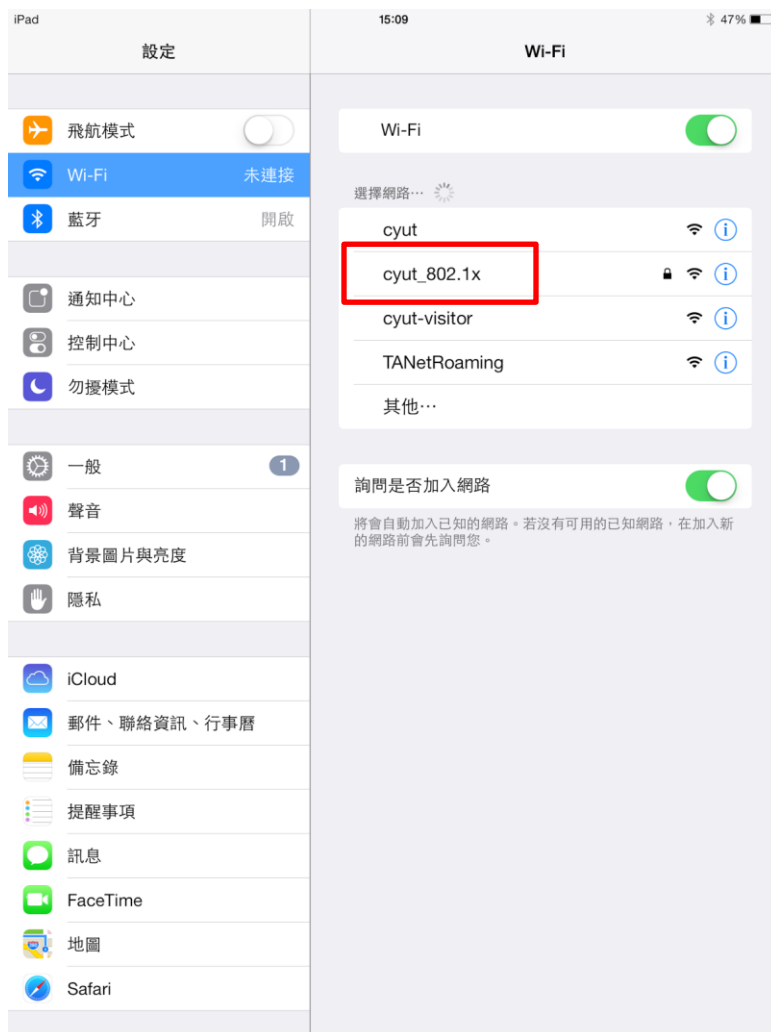 iPad
15:09
47%
設定
Wi-Fi
飛航模式
Wi-Fi
未連接
藍牙
開啟
通知中心
控制中心
勿擾模式
一般
1
聲音
背景圖片與亮度
隱私
iCloud
郵件、聯絡資訊、行事曆
備忘錄
提醒事項
訊息
FaceTime
地圖
Safari
Wi-Fi
選擇網路…
cyut
cyut_802.1x
cyut-visitor
TANetRoaming
其他…
詢問是否加入網路
將會自動加入已知的網路。若沒有可用的已知網路，在加入新
的網路前會先詢問您。